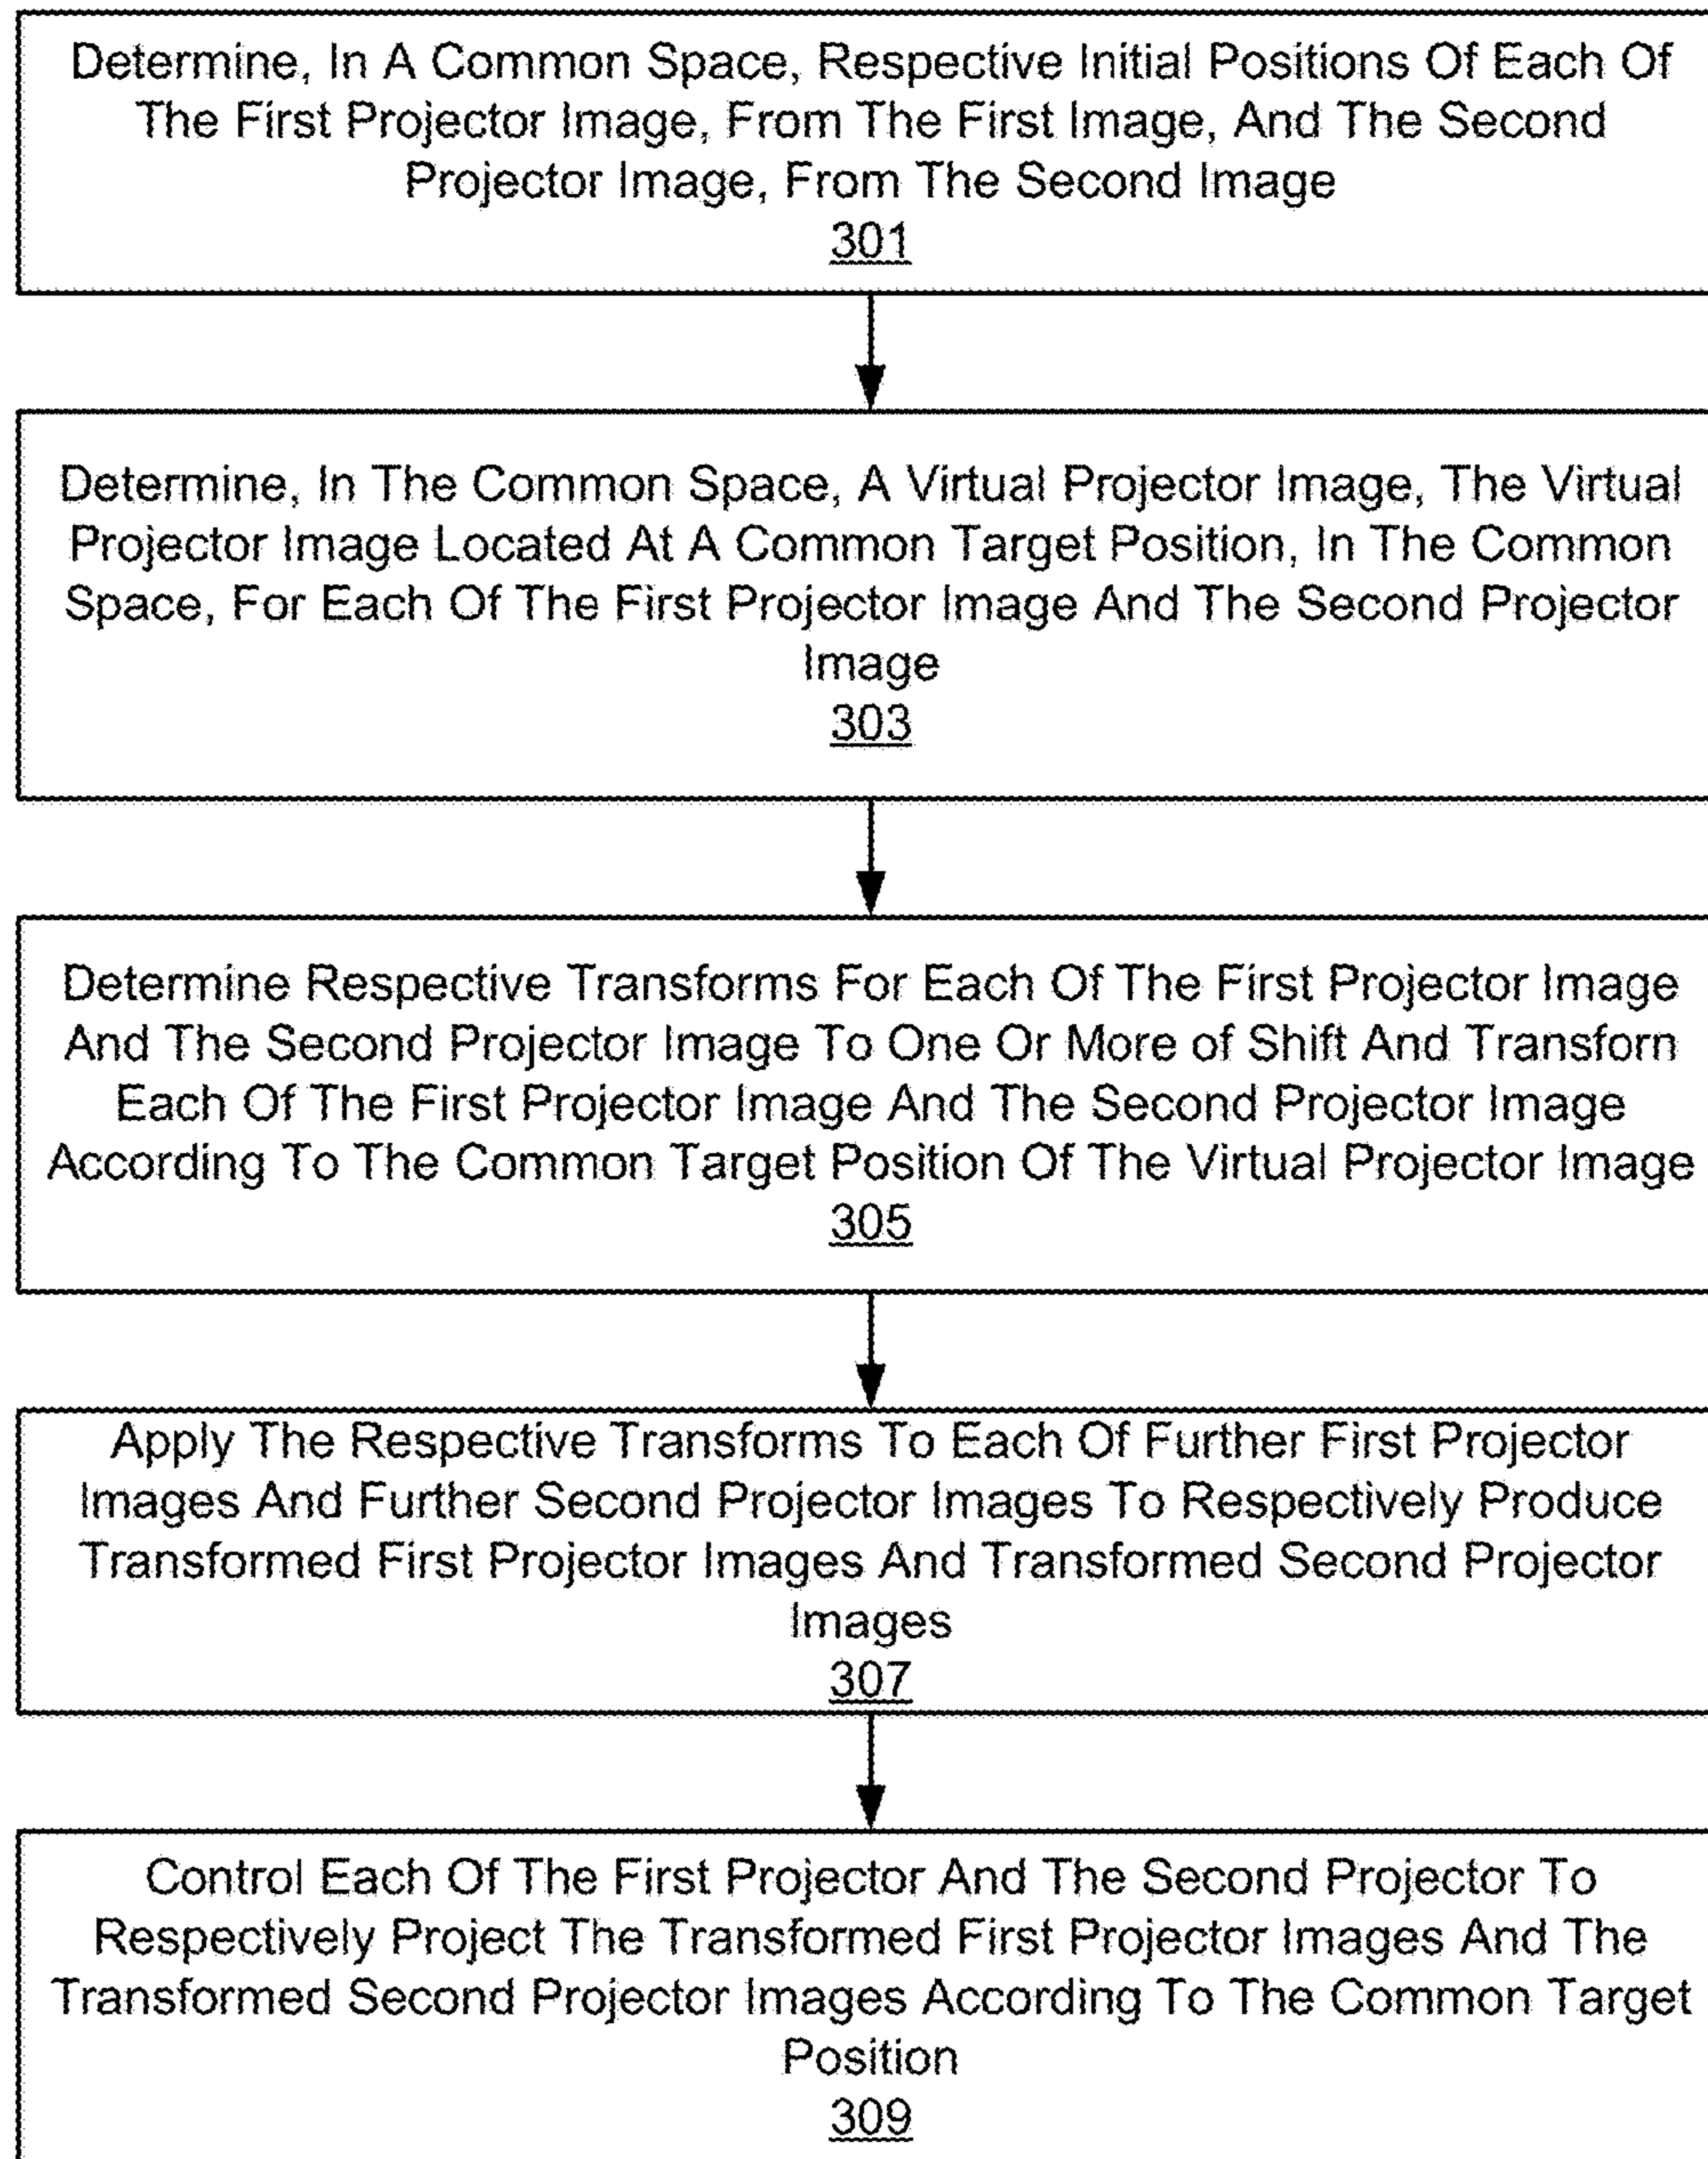 Determine, In A Common Space, Respective Initial Positions Of Each Of
The First Projector Image, From The First Image, And The Second
Projector Image, From The Second Image
301
Determine, In The Common Space, A Virtual Projector Image, The Virtual
Projector Image Located At A Common Target Position, In The Common
Space, For Each Of The First Projector Image And The Second Projector
Image
303
Determine Respective Transforms For Each Of The First Projector Image
And The Second Projector Image To One Or More of Shift And Transforn
Each Of The First Projector Image And The Second Projector Image
According To The Common Target Position Of The Virtual Projector Image
305
Apply The Respective Transforms To Each Of Further First Projector
Images And Further Second Projector Images To Respectively Produce
Transformed First Projector Images And Transformed Second Projector
Images
307
Control Each Of The First Projector And The Second Projector To
Respectively Project The Transformed First Projector Images And The
Transformed Second Projector Images According To The Common Target
Position
309